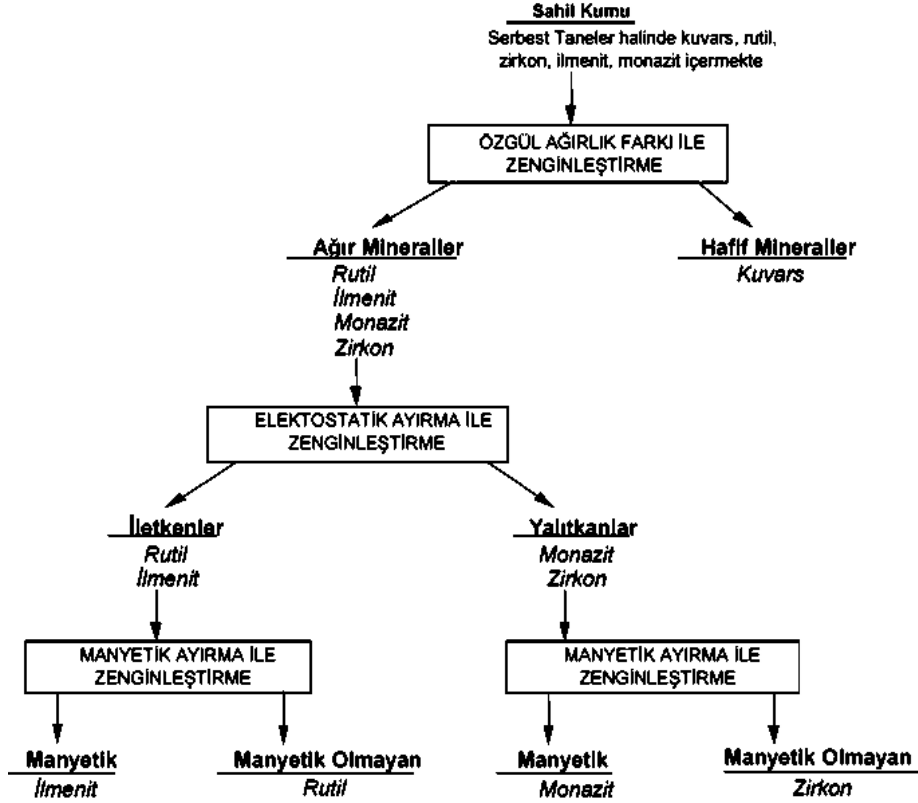 Sahil Kumu
Serbest Taneler halinde kuvars, rutil,
zirkon, ilmenit, monazit içermekte
ÖZGÜL AĞIRLIK FARKI İLE
ZENGİNLEŞTİRME
Ağır Mineraller
Rutil
İlmenit
Monazit
Zirkon
Hafif Mineraller
Kuvars
ELEKTOSTATİK AYIRMA İLE
ZENGİNLEŞTİRME
İletkenler
Rutil
İlmenit
Yalıtkanlar
Monazit
Zirkon
MANYETİK AYIRMA İLE
ZENGİNLEŞTİRME
MANYETİK AYIRMA İLE
ZENGİNLEŞTİRME
Manyetik
İlmenit
Manyetik Olmayan
Rutil
Manyetik
Monazit
Manyetik Olmayan
Zirkon